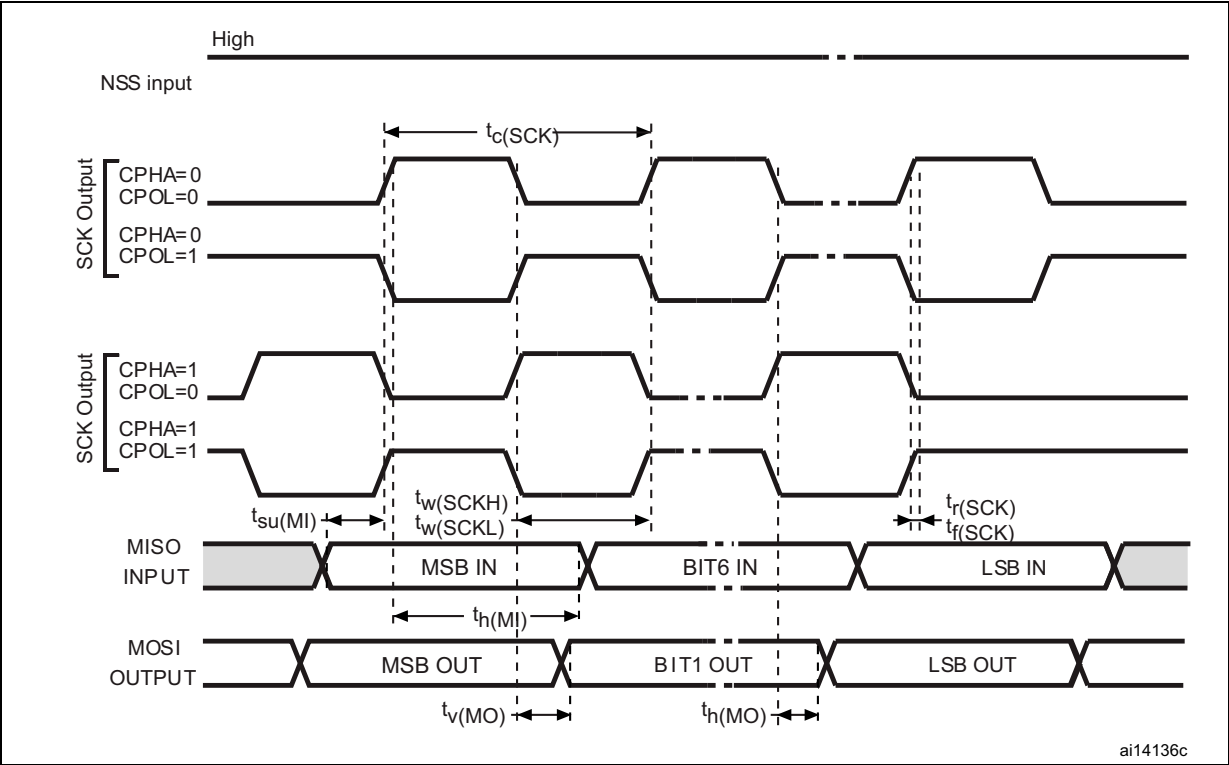 High
NSS input
tc(SCK)
SCK Output
CPHA=0
CPOL=0
CPHA=0
CPOL=1
SCK Output
CPHA=1
CPOL=0
CPHA=1
CPOL=1
tsu(MI)
tw(SCKH)
tw(SCKL)
tr(SCK)
tf(SCK)
MISO
INPUT
MSB IN
BIT6 IN
LSB IN
th(MI)
MOSI
OUTPUT
MSB OUT
BIT1 OUT
LSB OUT
tv(MO)
th(MO)
ai14136c